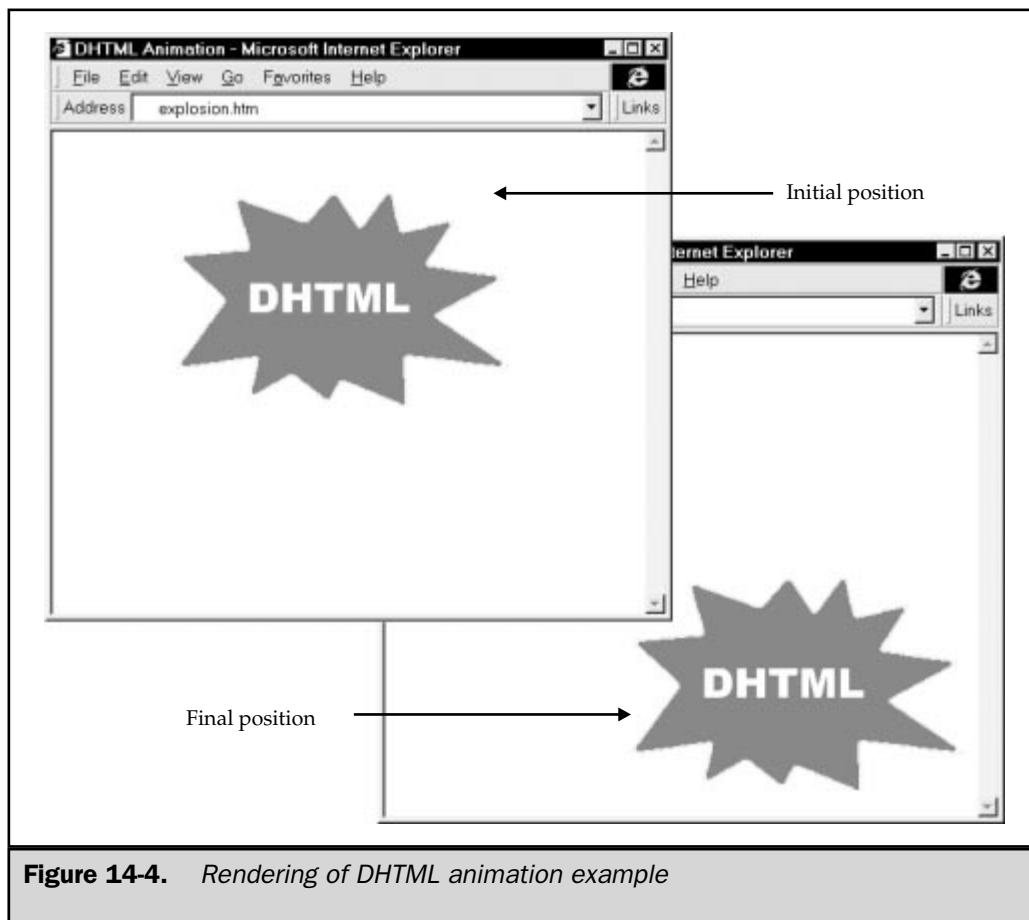 DHTML Animation - Microsoft Internet Explorer
File Edit View Go Favorites Help
Address explosion.htm Links
DHTML
Initial position
ternet Explorer
Help
Links
DHTML
Final position
Figure 14-4. Rendering of DHTML animation example